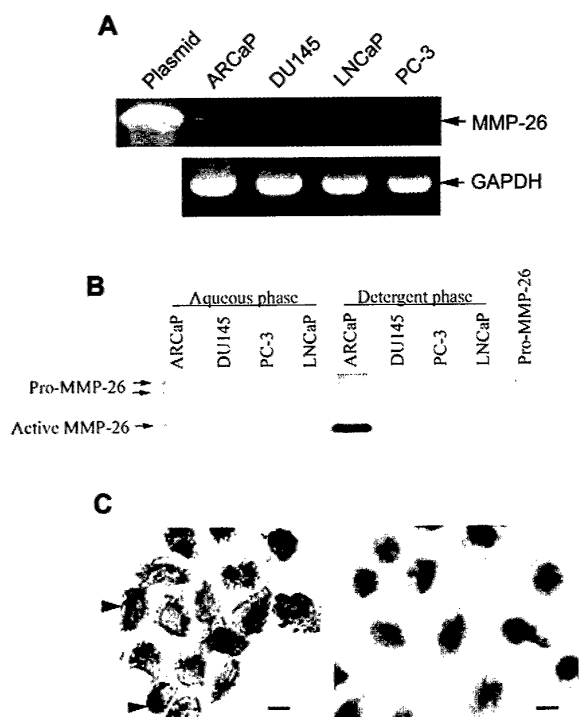 A
Plasmid ARCaP DU145 LNCaP PC-3
MMP-26
GAPDH
B
Aqueous phase Detergent phase
ARCaP DU145 PC-3 LNCaP ARCaP DU145 PC-3 LNCaP Pro-MMP-26
Pro-MMP-26
Active MMP-26
C